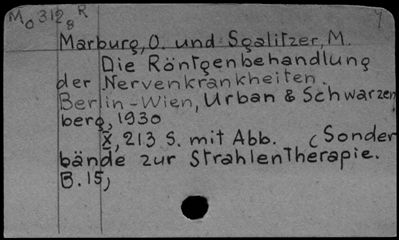 Mo 312 8 R
Y
Marburg, O. und Sgalitzer, M.
Die Röntgenbehandlung
der Nervenkrankheiten.
Berlin-Wien, Urban & Schwarzen
berg, 1930
X, 213 S. mit Abb. (Sonder
bände zur Strahlentherapie.
B.15)